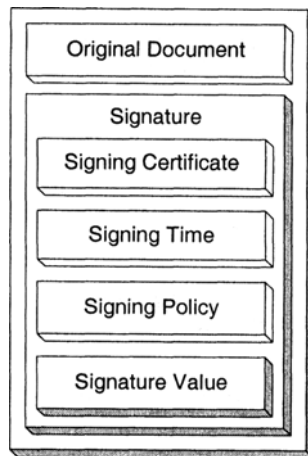 Original Document
Signature
Signing Certificate
Signing Time
Signing Policy
Signature Value